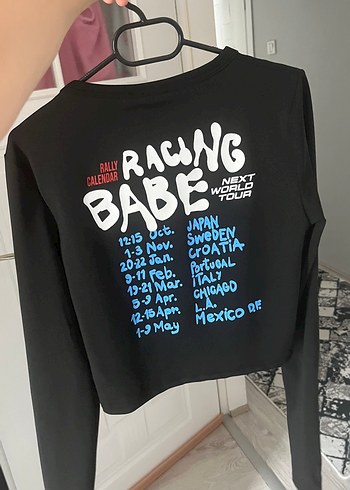 RALLY
CALENDAR
RACING
BABE
NEXT
WORLD
TOUR
12-15 Oct. JAPAN
1-3 Nov. SWEDEN
20-22 Jan. CROATIA
9-11 Feb. Portugal
19-21 Mar. ITALY
5-9 Apr. CHICAGO
12-15 Apr. L.A.
1-9 May Mexico D.F.